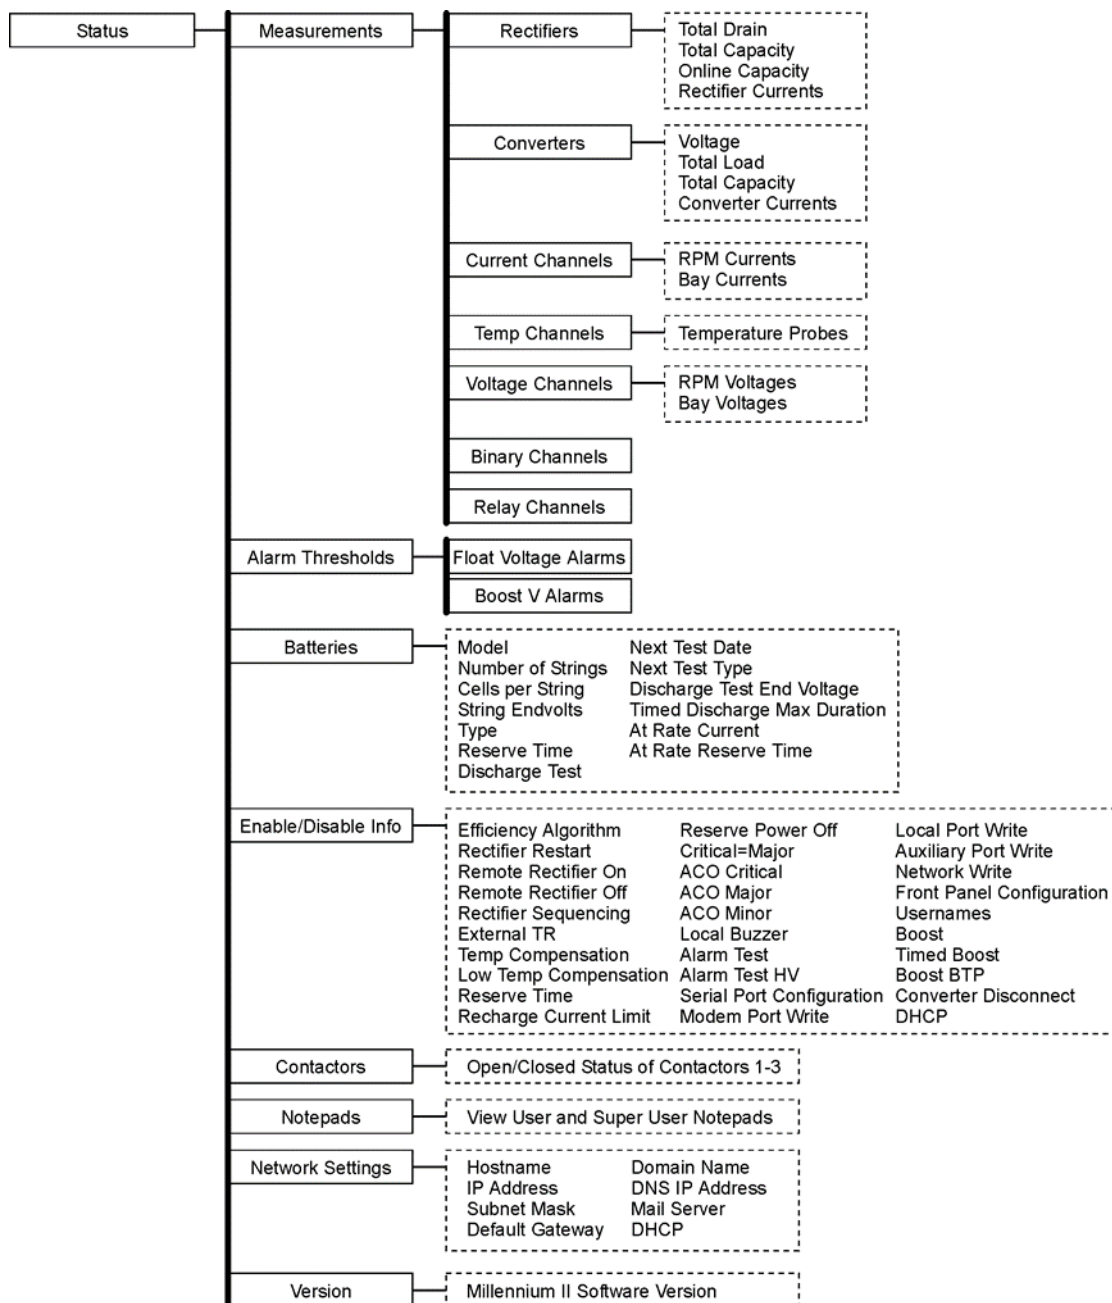 Status
Measurements
Rectifiers
Total Drain
Total Capacity
Online Capacity
Rectifier Currents
Converters
Voltage
Total Load
Total Capacity
Converter Currents
Current Channels
RPM Currents
Bay Currents
Temp Channels
Temperature Probes
Voltage Channels
RPM Voltages
Bay Voltages
Binary Channels
Relay Channels
Alarm Thresholds
Float Voltage Alarms
Boost V Alarms
Batteries
Model
Number of Strings
Cells per String
String Endvolts
Type
Reserve Time
Discharge Test
Next Test Date
Next Test Type
Discharge Test End Voltage
Timed Discharge Max Duration
At Rate Current
At Rate Reserve Time
Enable/Disable Info
Efficiency Algorithm
Rectifier Restart
Remote Rectifier On
Remote Rectifier Off
Rectifier Sequencing
External TR
Temp Compensation
Low Temp Compensation
Reserve Time
Recharge Current Limit
Reserve Power Off
Critical=Major
ACO Critical
ACO Major
ACO Minor
Local Buzzer
Alarm Test
Alarm Test HV
Serial Port Configuration
Modem Port Write
Local Port Write
Auxiliary Port Write
Network Write
Front Panel Configuration
Usernames
Boost
Timed Boost
Boost BTP
Converter Disconnect
DHCP
Contactors
Open/Closed Status of Contactors 1-3
Notepads
View User and Super User Notepads
Network Settings
Hostname
IP Address
Subnet Mask
Default Gateway
Domain Name
DNS IP Address
Mail Server
DHCP
Version
Millennium II Software Version